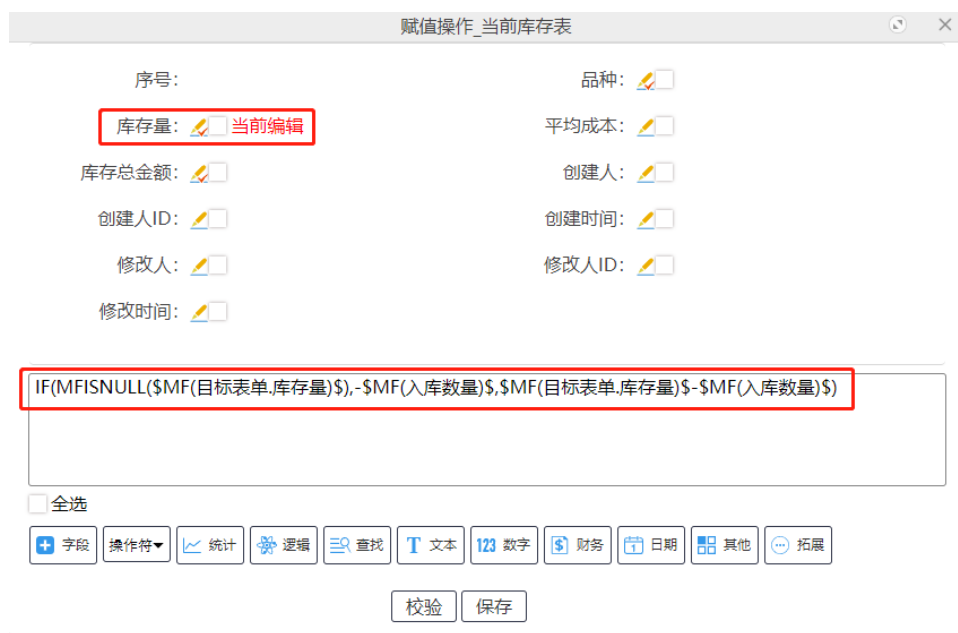 赋值操作_当前库存表
序号:
品种:
库存量: 当前编辑
平均成本:
库存总金额:
创建人:
创建人ID:
创建时间:
修改人:
修改人ID:
修改时间:
IF(MFISNULL($MF(目标表单.库存量)$),-$MF(入库数量)$,$MF(目标表单.库存量)$-$MF(入库数量)$)
全选
字段 操作符 统计 逻辑 查找 T 文本 123 数字 $ 财务 1 日期 其他 拓展
校验 保存